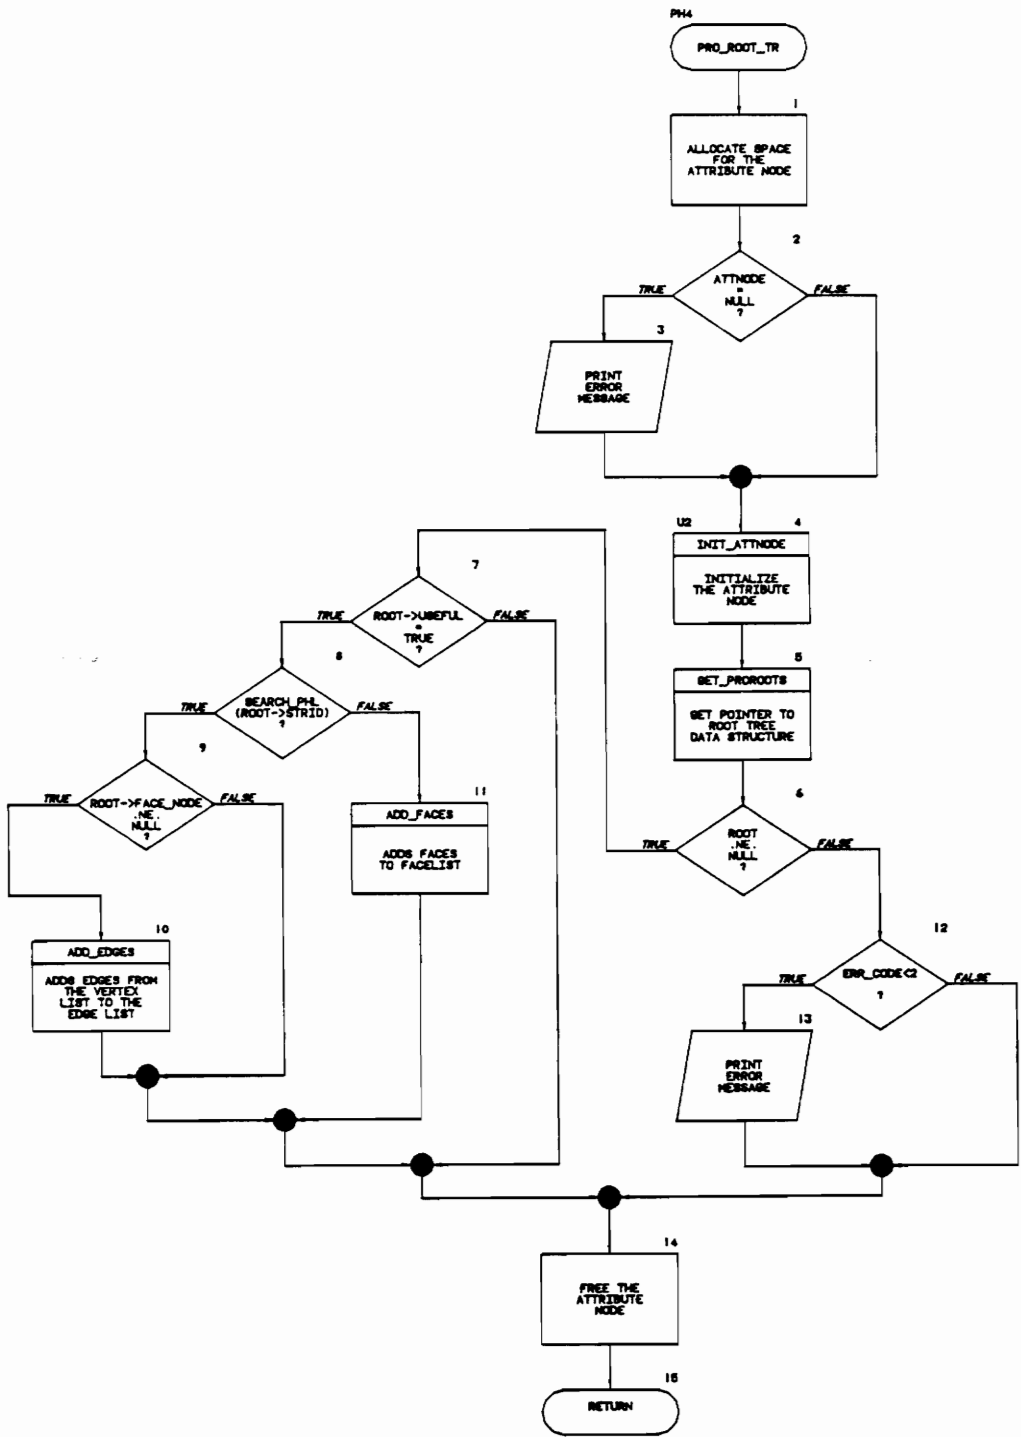 PH4
PRO_ROOT_TR
1
ALLOCATE SPACE
FOR THE
ATTRIBUTE NODE
2
ATTNODE
=
NULL
?
TRUE
FALSE
3
PRINT
ERROR
MESSAGE
U2
4
INIT_ATTNODE
INITIALIZE
THE ATTRIBUTE
NODE
5
GET_PROROOTS
GET POINTER TO
ROOT TREE
DATA STRUCTURE
6
ROOT
.NE.
NULL
?
TRUE
FALSE
7
ROOT->USEFUL
=
TRUE
?
TRUE
FALSE
8
SEARCH_PHL
(ROOT->STRID)
?
TRUE
FALSE
9
ROOT->FACE_NODE
.NE.
NULL
?
TRUE
FALSE
10
ADD_EDGES
ADDS EDGES FROM
THE VERTEX
LIST TO THE
EDGE LIST
11
ADD_FACES
ADDS FACES
TO FACELIST
12
ERR_CODE<2
?
TRUE
FALSE
13
PRINT
ERROR
MESSAGE
14
FREE THE
ATTRIBUTE
NODE
15
RETURN